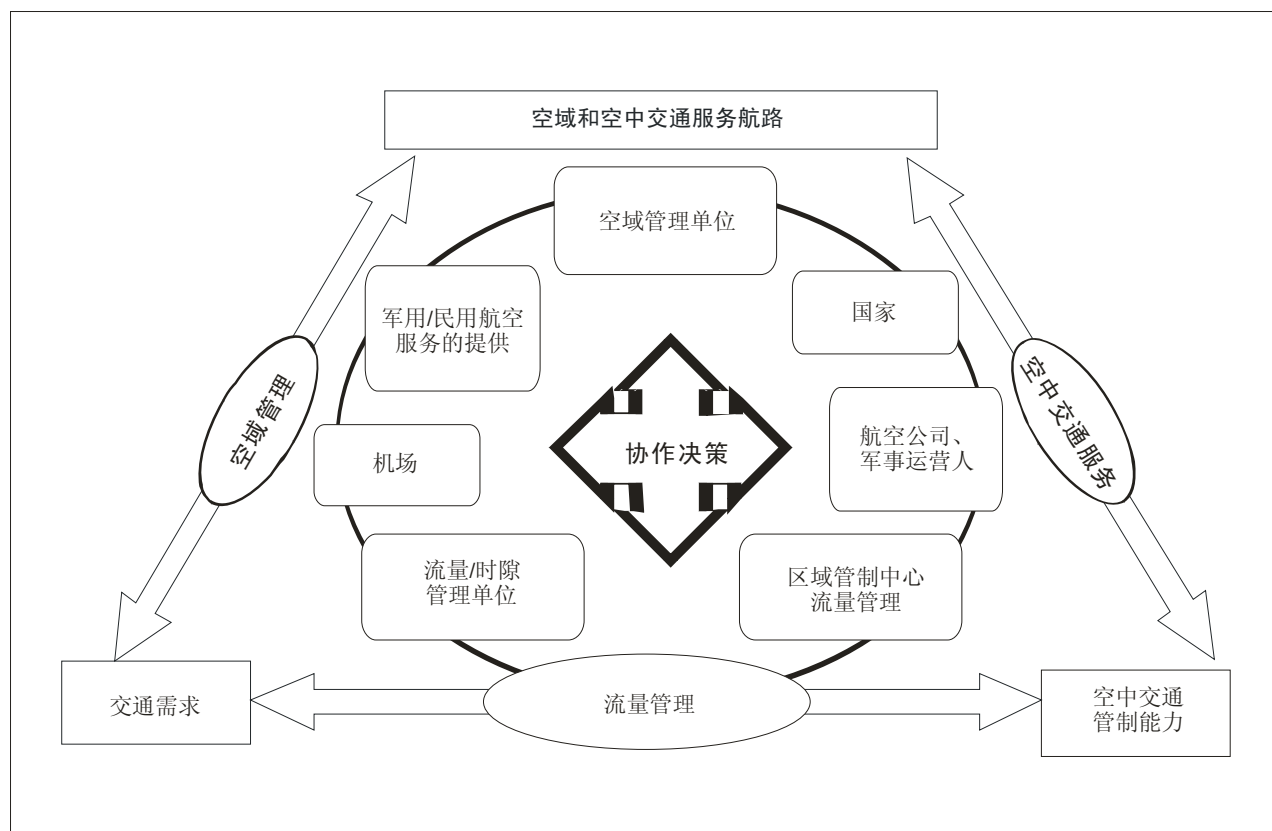 空域和空中交通服务航路
空域管理单位
军用/民用航空
服务的提供
国家
空域管理
空中交通服务
协作决策
机场
航空公司、
军事运营人
流量/时隙
管理单位
区域管制中心
流量管理
交通需求
流量管理
空中交通
管制能力